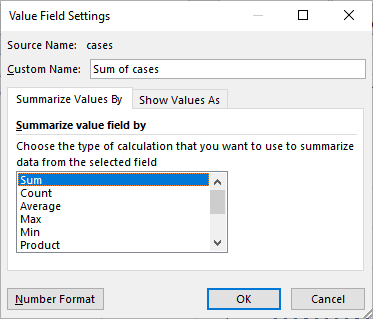 Value Field Settings
Source Name: cases
Custom Name: Sum of cases
Summarize Values By Show Values As
Summarize value field by
Choose the type of calculation that you want to use to summarize
data from the selected field
Sum
Count
Average
Max
Min
Product
Number Format OK Cancel